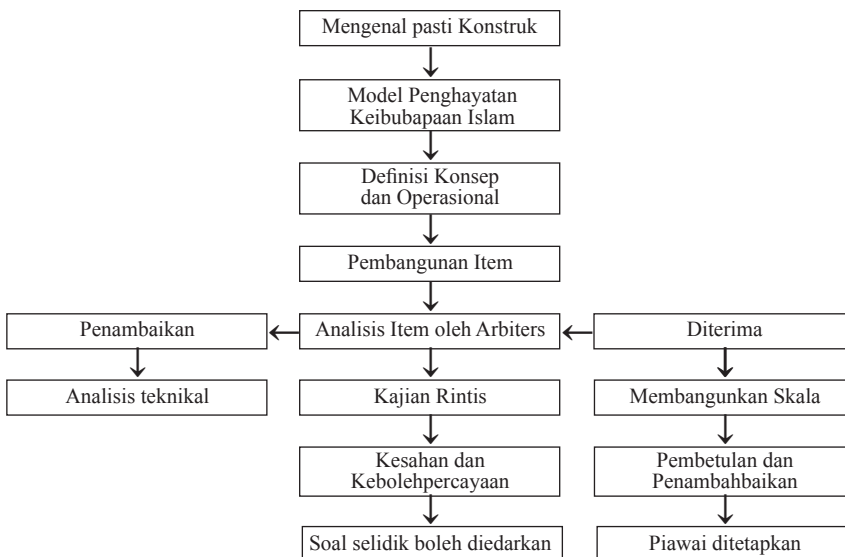 Mengenal pasti Konstruk
Model Penghayatan
Keibubapaan Islam
Definisi Konsep
dan Operasional
Pembangunan Item
Penambaikan
Analisis Item oleh Arbiters
Diterima
Analisis teknikal
Kajian Rintis
Membangunkan Skala
Kesahan dan
Kebolehpercayaan
Pembetulan dan
Penambahbaikan
Soal selidik boleh diedarkan
Piawai ditetapkan